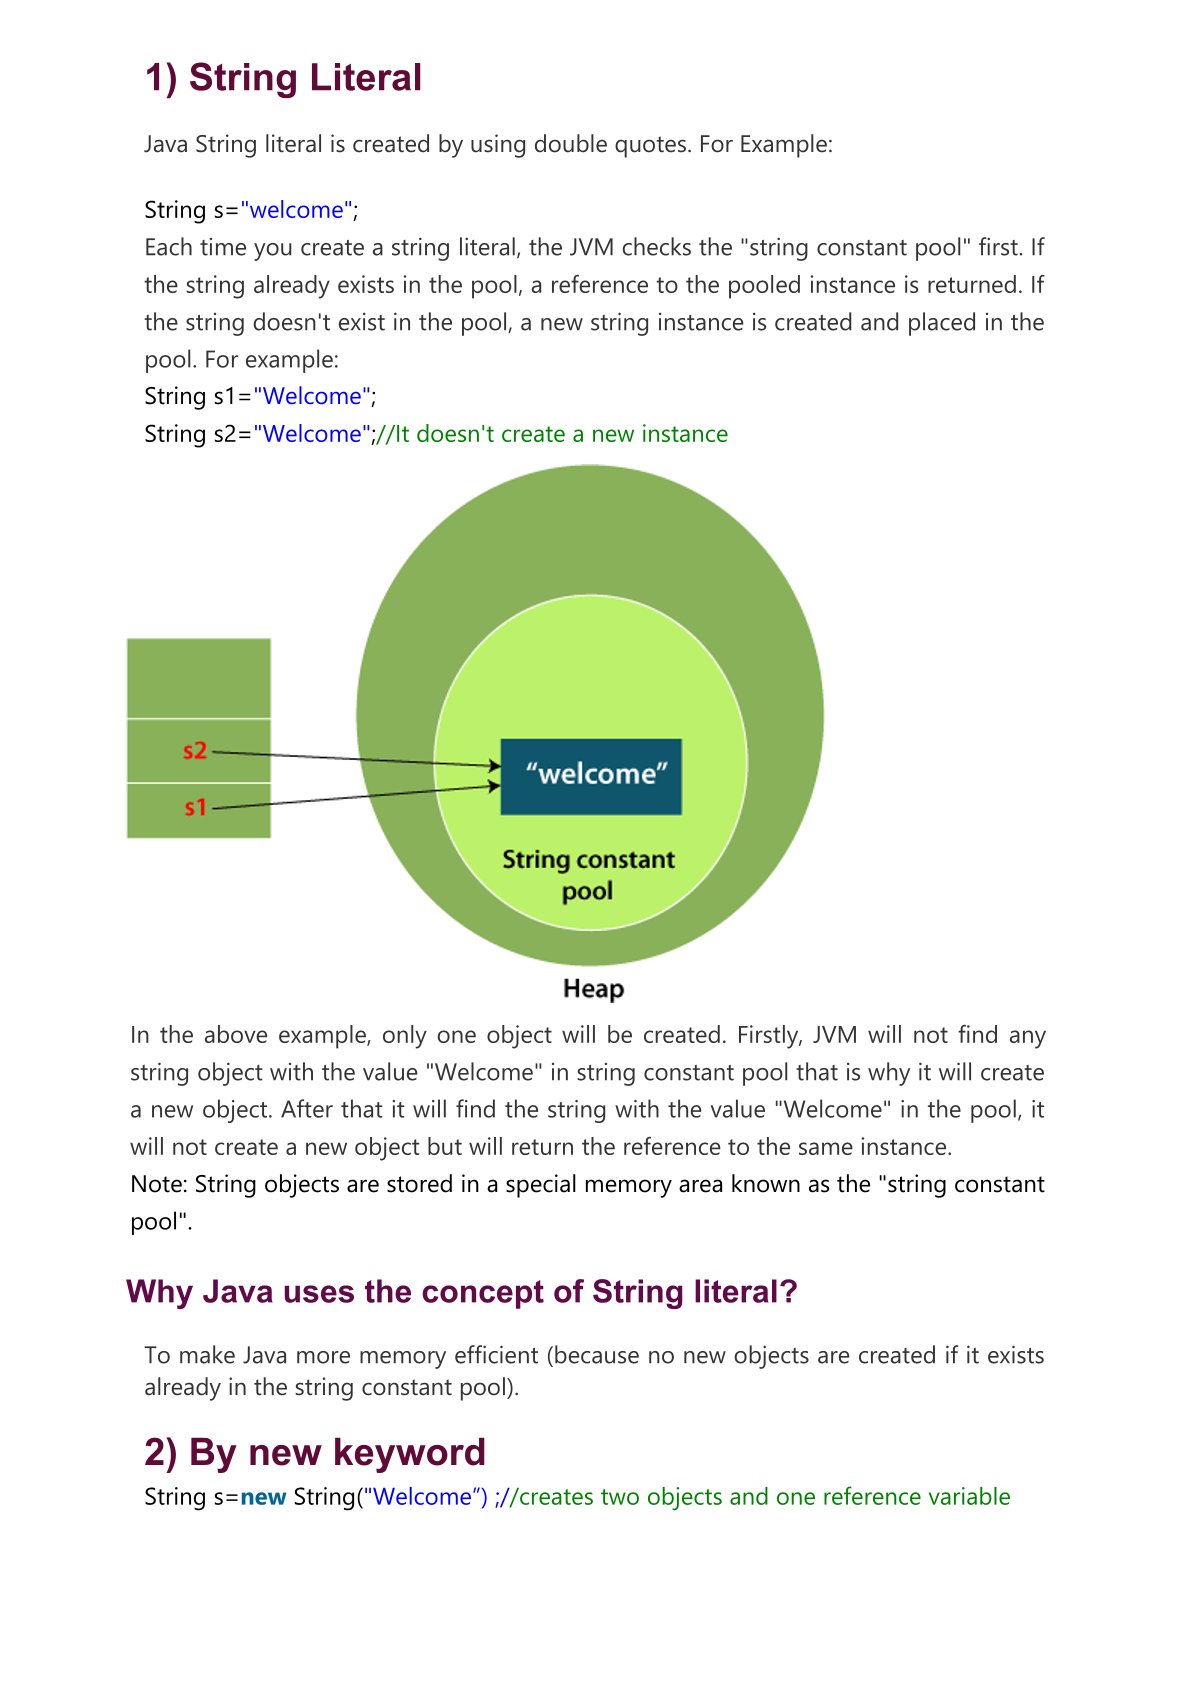 1) String Literal
Java String literal is created by using double quotes. For Example:
String s="welcome";
Each time you create a string literal, the JVM checks the "string constant pool" first. If
the string already exists in the pool, a reference to the pooled instance is returned. If
the string doesn't exist in the pool, a new string instance is created and placed in the
pool. For example:
String s1="Welcome";
String s2="Welcome";//It doesn't create a new instance
s2
s1
“welcome”
String constant
pool
Heap
In the above example, only one object will be created. Firstly, JVM will not find any
string object with the value "Welcome" in string constant pool that is why it will create
a new object. After that it will find the string with the value "Welcome" in the pool, it
will not create a new object but will return the reference to the same instance.
Note: String objects are stored in a special memory area known as the "string constant
pool".
Why Java uses the concept of String literal?
To make Java more memory efficient (because no new objects are created if it exists
already in the string constant pool).
2) By new keyword
String s=new String("Welcome”) ;//creates two objects and one reference variable